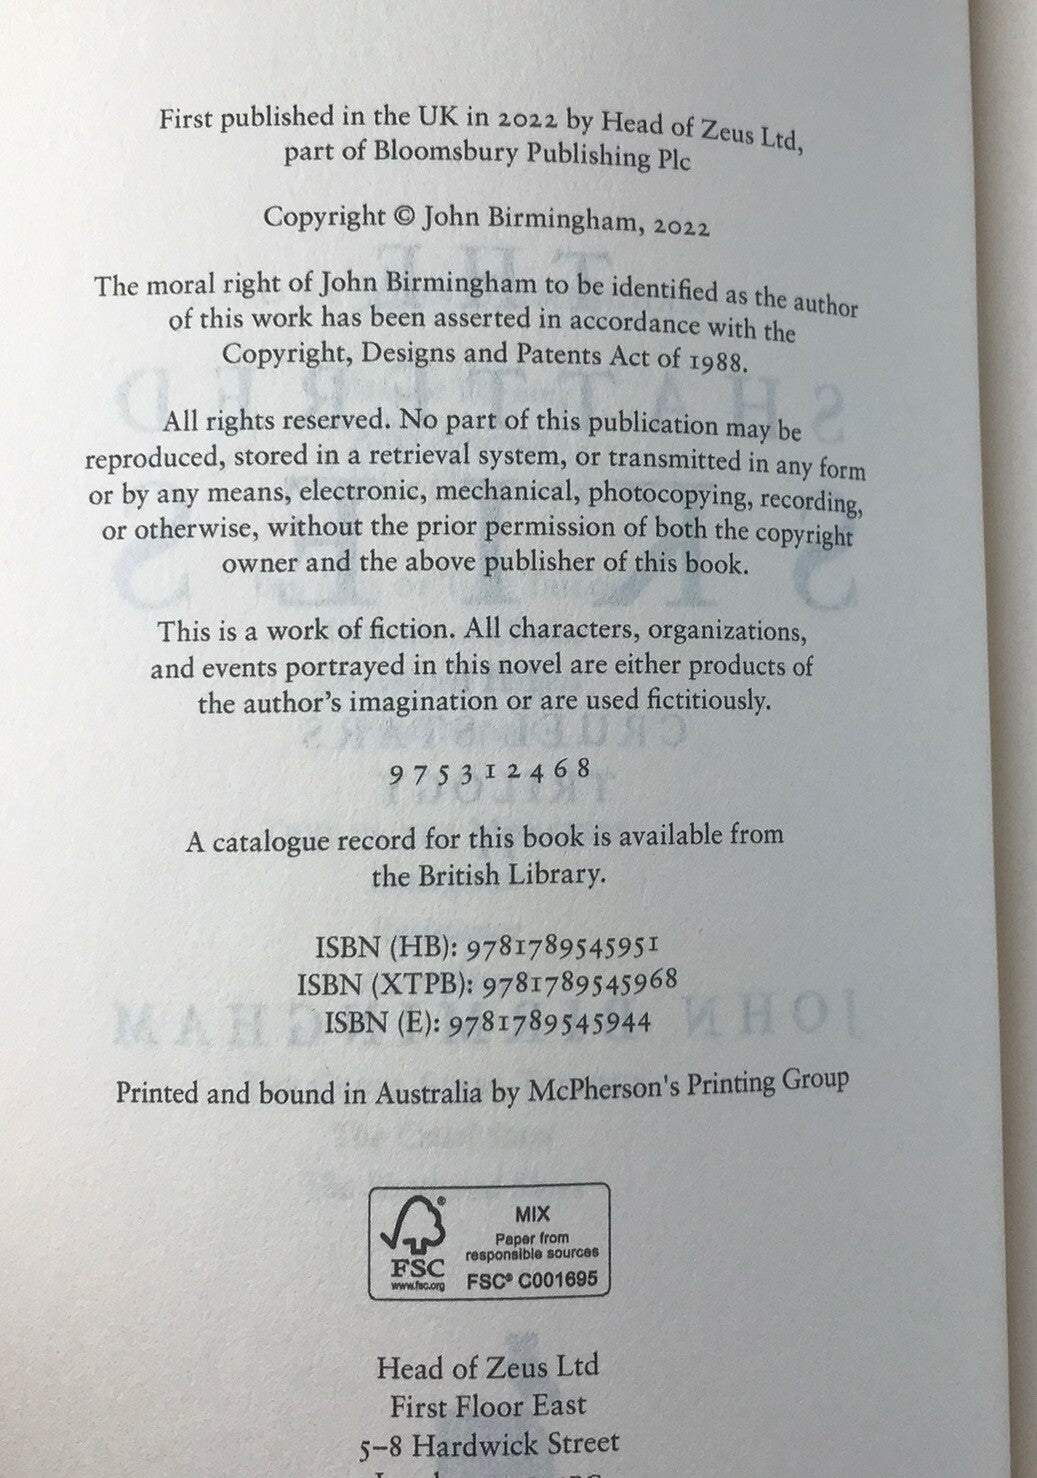 First published in the UK in 2022 by Head of Zeus Ltd,
part of Bloomsbury Publishing Plc
Copyright © John Birmingham, 2022
The moral right of John Birmingham to be identified as the author
of this work has been asserted in accordance with the
Copyright, Designs and Patents Act of 1988.
All rights reserved. No part of this publication may be
reproduced, stored in a retrieval system, or transmitted in any form
or by any means, electronic, mechanical, photocopying, recording,
or otherwise, without the prior permission of both the copyright
owner and the above publisher of this book.
This is a work of fiction. All characters, organizations,
and events portrayed in this novel are either products of
the author's imagination or are used fictitiously.
9 7 5 3 1 2 4 6 8
A catalogue record for this book is available from
the British Library.
ISBN (HB): 9781789545951
ISBN (XTPB): 9781789545968
ISBN (E): 9781789545944
Printed and bound in Australia by McPherson's Printing Group
MIX
Paper from
responsible sources
FSC® C001695
FSC
www.fsc.org
Head of Zeus Ltd
First Floor East
5–8 Hardwick Street